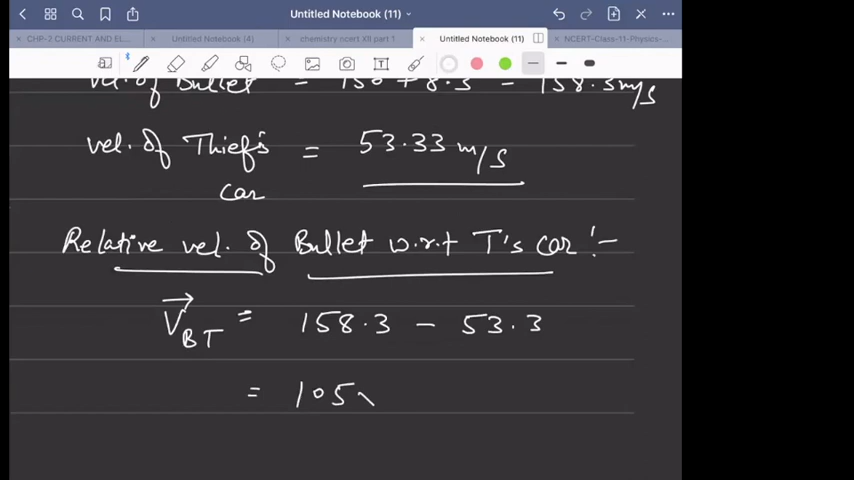 Untitled Notebook (11)
CHP-2 CURRENT AND EL...
Untitled Notebook (4)
chemistry ncert XII part 1
Untitled Notebook (11)
NCERT-Class-11-Physics-...
vel. of Bullet = 150 + 8.3 = 158.3 m/s
vel. of Thief's = 53.33 m/s
car
Relative vel. of Bullet w.r.t T's car :-
V BT = 158.3 - 53.3
= 105